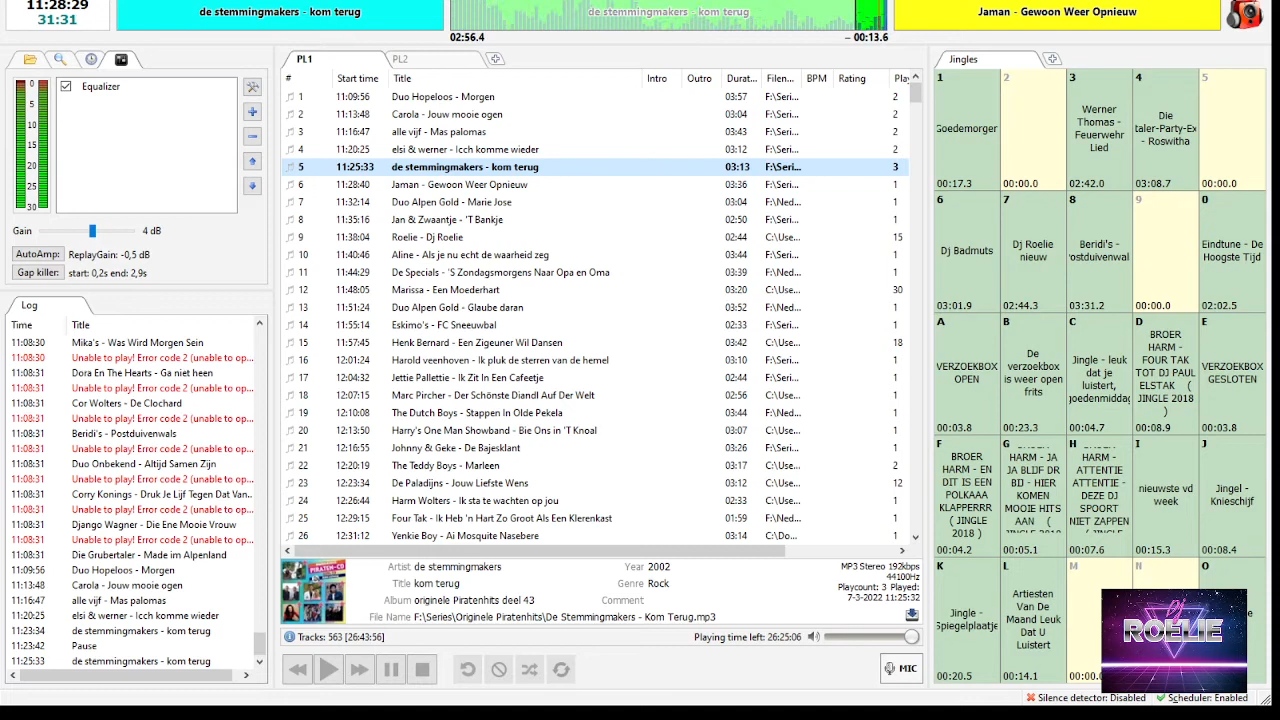 11:28:29
31:31
de stemmingmakers - kom terug
de stemmingmakers - kom terug
Jaman - Gewoon Weer Opnieuw
02:56.4
– 00:13.6
0
5
10
15
20
25
30
Equalizer
Gain 4 dB
AutoAmp: ReplayGain: -0,5 dB
Gap killer: start: 0,2s end: 2,9s
Log
Time Title
11:08:30 Mika's - Was Wird Morgen Sein
11:08:30 Unable to play! Error code 2 (unable to op...
11:08:31 Dora En The Hearts - Ga niet heen
11:08:31 Unable to play! Error code 2 (unable to op...
11:08:31 Cor Wolters - De Clochard
11:08:31 Unable to play! Error code 2 (unable to op...
11:08:31 Beridi's - Postduivenwals
11:08:31 Unable to play! Error code 2 (unable to op...
11:08:31 Duo Onbekend - Altijd Samen Zijn
11:08:31 Unable to play! Error code 2 (unable to op...
11:08:31 Corry Konings - Druk Je Lijf Tegen Dat Van...
11:08:31 Unable to play! Error code 2 (unable to op...
11:08:31 Django Wagner - Die Ene Mooie Vrouw
11:08:31 Unable to play! Error code 2 (unable to op...
11:08:31 Die Grubertaler - Made im Alpenland
11:09:56 Duo Hopeloos - Morgen
11:13:48 Carola - Jouw mooie ogen
11:16:47 alle vijf - Mas palomas
11:20:25 elsi & werner - Icch komme wieder
11:23:34 de stemmingmakers - kom terug
11:23:42 Pause
11:25:33 de stemmingmakers - kom terug
PL1 PL2
# Start time Title Intro Outro Durat... Filen... BPM Rating Pla
1 11:09:56 Duo Hopeloos - Morgen 03:57 F:\Seri... 2
2 11:13:48 Carola - Jouw mooie ogen 03:04 F:\Seri... 2
3 11:16:47 alle vijf - Mas palomas 03:43 F:\Seri... 2
4 11:20:25 elsi & werner - Icch komme wieder 03:12 F:\Seri... 2
5 11:25:33 de stemmingmakers - kom terug 03:13 F:\Seri... 3
6 11:28:40 Jaman - Gewoon Weer Opnieuw 03:36 F:\Seri... 1
7 11:32:14 Duo Alpen Gold - Marie Jose 03:04 F:\Ned... 1
8 11:35:16 Jan & Zwaantje - 'T Bankje 02:50 F:\Seri... 1
9 11:38:04 Roelie - Dj Roelie 02:44 C:\Use... 15
10 11:40:46 Aline - Als je nu echt de waarheid zeg 03:44 F:\Seri... 1
11 11:44:29 De Specials - 'S Zondagsmorgens Naar Opa en Oma 03:39 F:\Ned... 1
12 11:48:05 Marissa - Een Moederhart 03:20 C:\Use... 30
13 11:51:24 Duo Alpen Gold - Glaube daran 03:32 F:\Ned... 1
14 11:55:14 Eskimo's - FC Sneeuwbal 02:33 F:\Seri... 1
15 11:57:45 Henk Bernard - Een Zigeuner Wil Dansen 03:42 C:\Use... 18
16 12:01:24 Harold veenhoven - Ik pluk de sterren van de hemel 03:10 F:\Seri... 1
17 12:04:32 Jettie Pallettie - Ik Zit In Een Cafeetje 02:44 F:\Seri... 1
18 12:07:15 Marc Pircher - Der Schönste Diandl Auf Der Welt 02:56 C:\Use... 1
19 12:10:08 The Dutch Boys - Stappen In Olde Pekela 03:44 F:\Ned... 1
20 12:13:50 Harry's One Man Showband - Bie Ons in 'T Knoal 03:07 F:\Ned... 1
21 12:16:55 Johnny & Geke - De Bajesklant 03:27 F:\Seri... 1
22 12:20:19 The Teddy Boys - Marleen 03:17 C:\Use... 2
23 12:23:34 De Paladijns - Jouw Liefste Wens 03:12 C:\Use... 12
24 12:26:44 Harm Wolters - Ik sta te wachten op jou 02:33 C:\Use... 1
25 12:29:15 Four Tak - Ik Heb 'n Hart Zo Groot Als Een Klerenkast 01:59 F:\Ned... 1
26 12:31:12 Yenkie Boy - Ai Mosquite Nasebere 03:14 C:\Do... 1
Artist de stemmingmakers Year 2002
Title kom terug Genre Rock
Album originele Piratenhits deel 43 Comment
File Name F:\Series\Originele Piratenhits\De Stemmingmakers - Kom Terug.mp3
MP3 Stereo 192kbps
44100Hz
Playcount: 3 Played:
7-3-2022 11:25:32
PIRATEN-CD
Tracks: 563 [26:43:56] Playing time left: 26:25:06
MIC
Jingles
1 Goedemorger 00:17.3
2 00:00.0
3 Werner Thomas - Feuerwehr Lied 02:42.0
4 Die taler-Party-Ex - Roswitha 03:08.7
5 00:00.0
6 Dj Badmuts 03:01.9
7 Dj Roelie nieuw 02:44.3
8 Beridi's - ostduivenwal 03:31.2
9 00:00.0
0 Eindtune - De Hoogste Tijd 02:02.5
A VERZOEKBOX OPEN 00:03.8
B De verzoekbox is weer open frits 00:23.3
C Jingle - leuk dat je luistert, goedenmiddag 00:04.7
D BROER HARM - FOUR TAK TOT DJ PAUL ELSTAK ( JINGLE 2018 ) 00:08.9
E VERZOEKBOX GESLOTEN 00:03.8
F BROER HARM - EN DIT IS EEN POLKAAA KLAPPERRR ( JINGLE 2018 ) 00:04.2
G HARM - JA JA BLIJF DR BIJ - HIER KOMEN MOOIE HITS AAN ( 00:05.1
H HARM - ATTENTIE ATTENTIE - DEZE DJ SPOORT NIET ZAPPEN 00:07.6
I nieuwste vd week 00:15.3
J Jingel - Knieschijf 00:08.4
K Jingle - Spiegelplaatje 00:20.5
L Artiesten Van De Maand Leuk Dat U Luistert 00:14.1
M 00:00.
N
O
Dj
ROELIE
Silence detector: Disabled Scheduler: Enabled